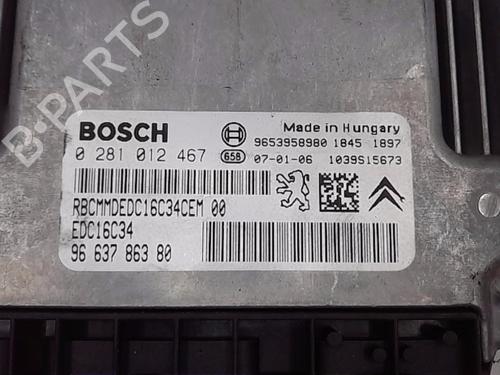 BOSCH
Made in Hungary
9653958980 1845 1897
0 281 012 467 658 07-01-06 1039S15673
RBCMMDEDC16C34CEM 00
EDC16C34
96 637 863 80
B-PARTS